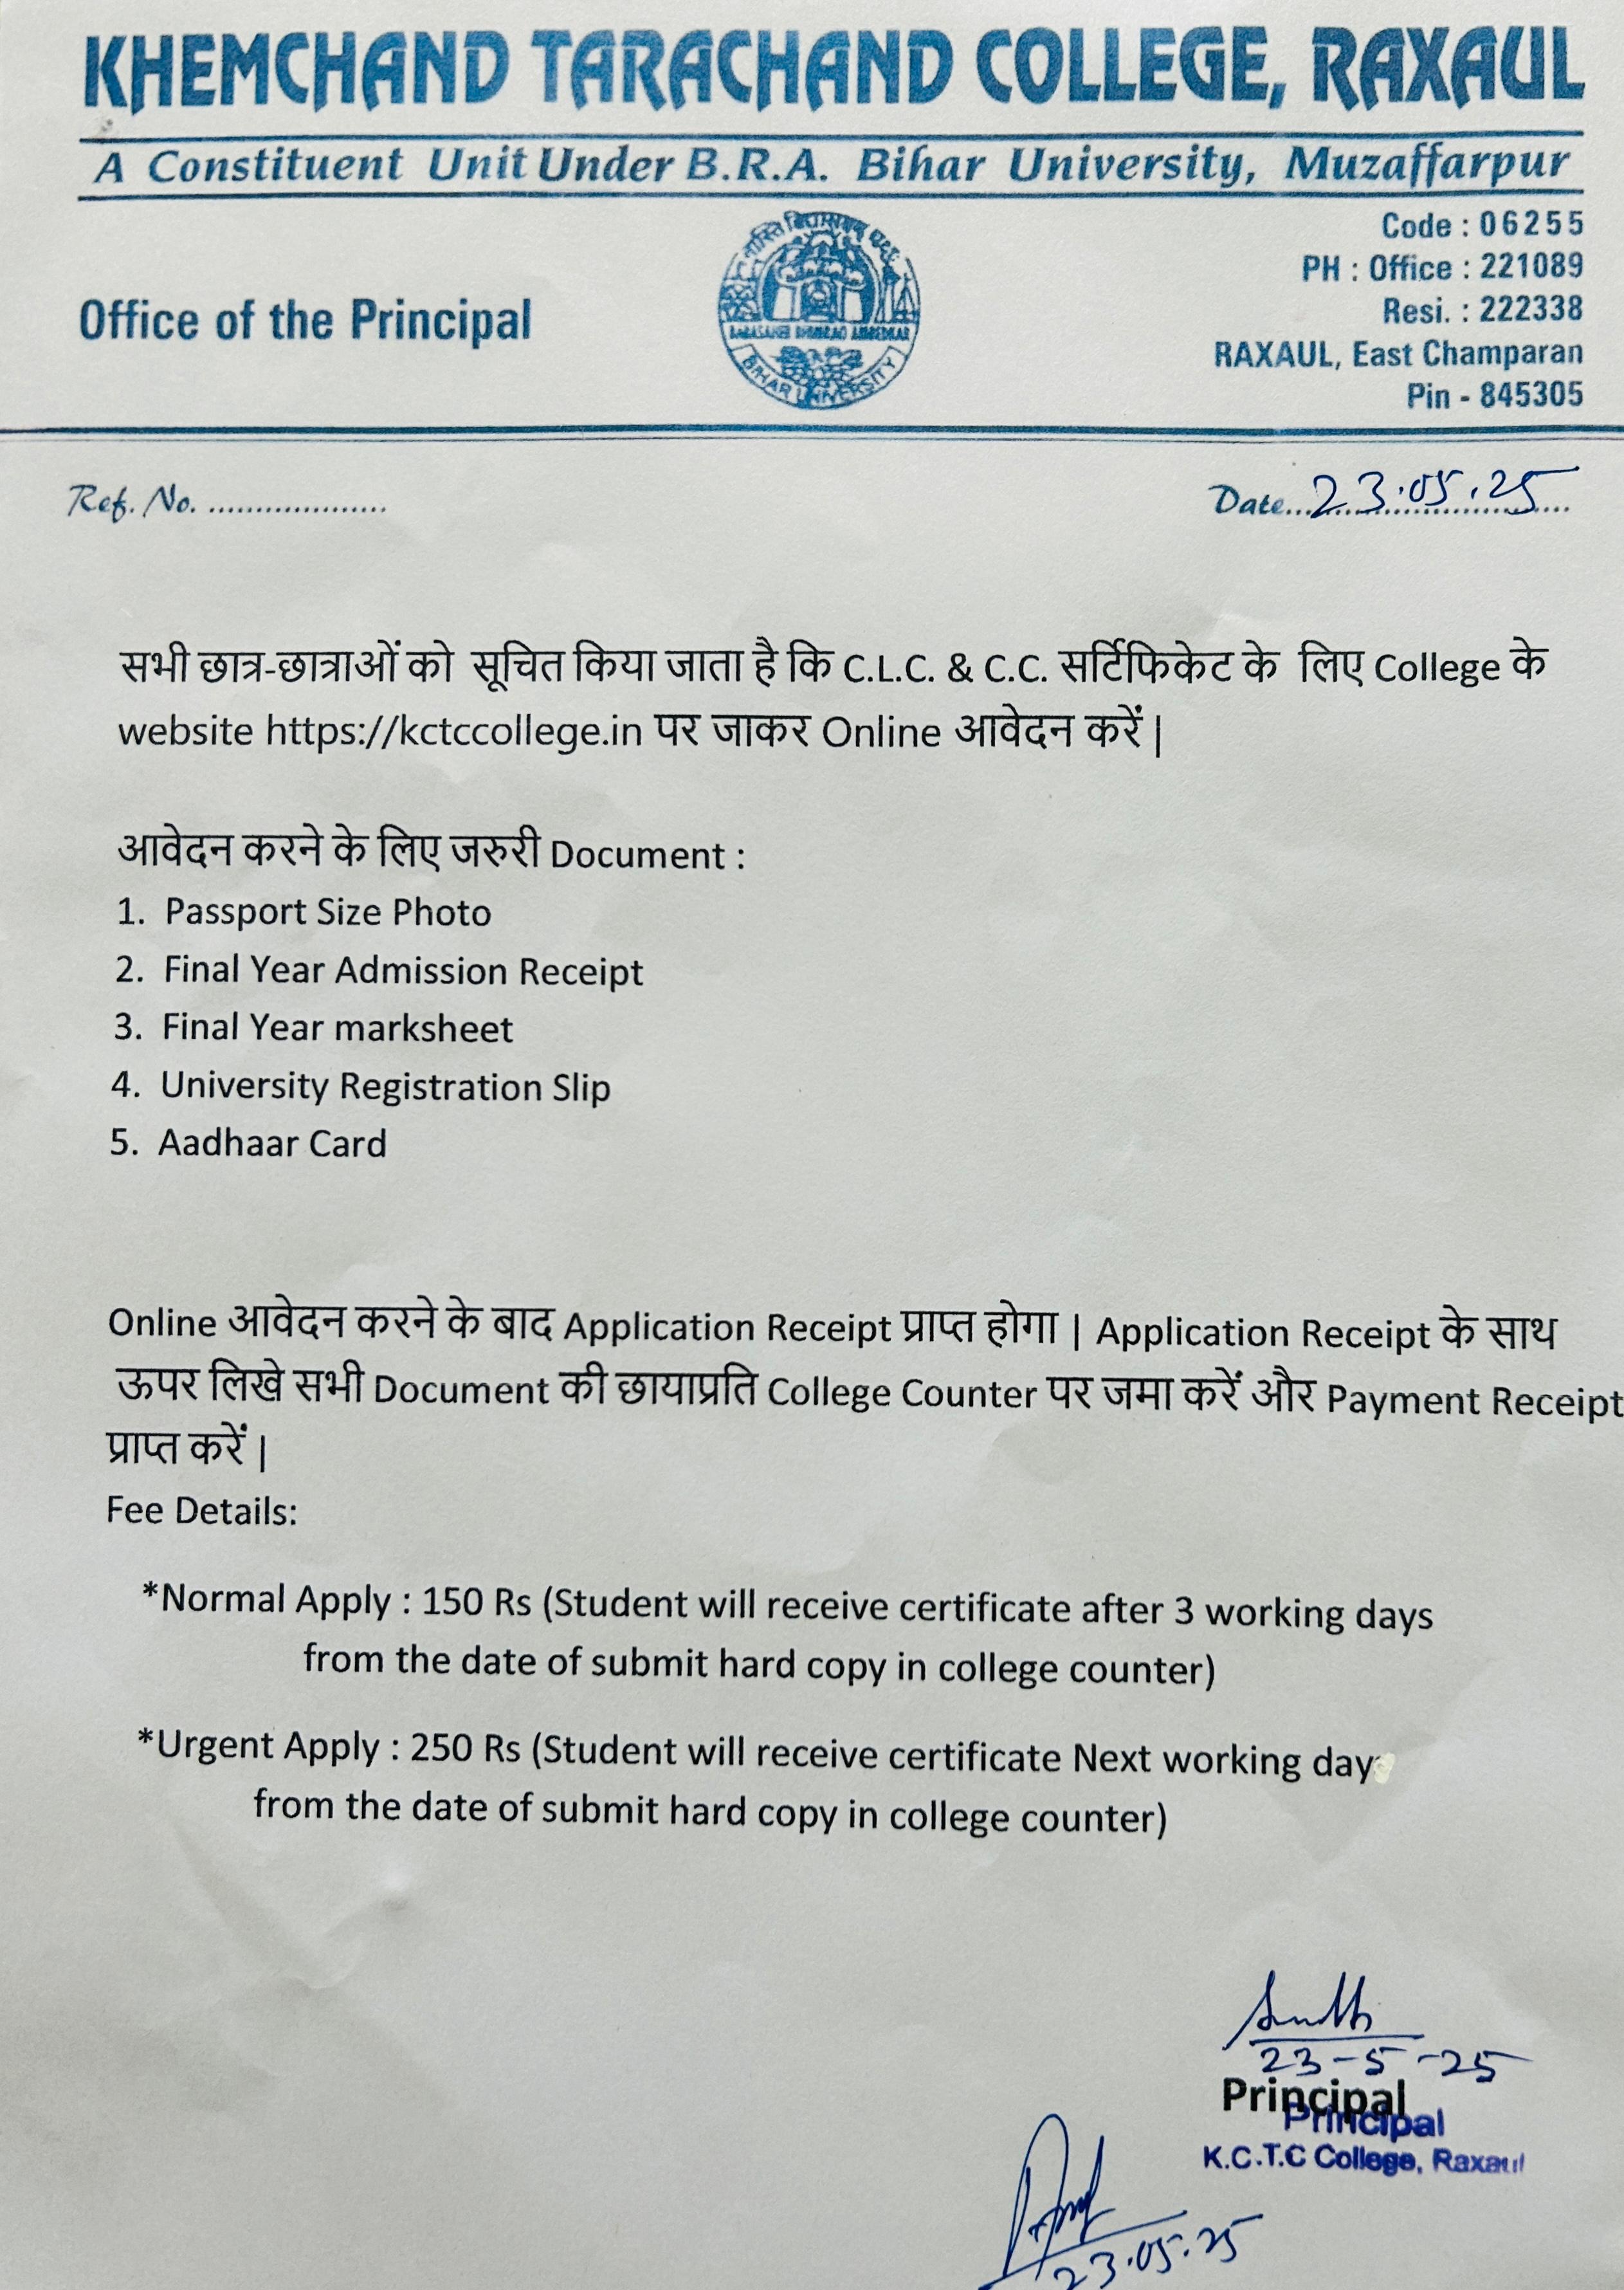 KHEMCHAND TARACHAND COLLEGE, RAXAUL
A Constituent Unit Under B.R.A. Bihar University, Muzaffarpur
Office of the Principal
BABASAHEB BHIMRAO AMBEDKAR
BIHAR UNIVERSITY
Code : 06255
PH : Office : 221089
Resi. : 222338
RAXAUL, East Champaran
Pin - 845305
Ref. No. ...................
Date... 23.05.25
सभी छात्र-छात्राओं को सूचित किया जाता है कि C.L.C. & C.C. सर्टिफिकेट के लिए College के
website https://kctccollege.in पर जाकर Online आवेदन करें |
आवेदन करने के लिए जरुरी Document :
1. Passport Size Photo
2. Final Year Admission Receipt
3. Final Year marksheet
4. University Registration Slip
5. Aadhaar Card
Online आवेदन करने के बाद Application Receipt प्राप्त होगा | Application Receipt के साथ
ऊपर लिखे सभी Document की छायाप्रति College Counter पर जमा करें और Payment Receipt
प्राप्त करें |
Fee Details:
*Normal Apply : 150 Rs (Student will receive certificate after 3 working days
from the date of submit hard copy in college counter)
*Urgent Apply : 250 Rs (Student will receive certificate Next working day
from the date of submit hard copy in college counter)
23-5-25
Principal
Principal
K.C.T.C College, Raxaul
23.05.25